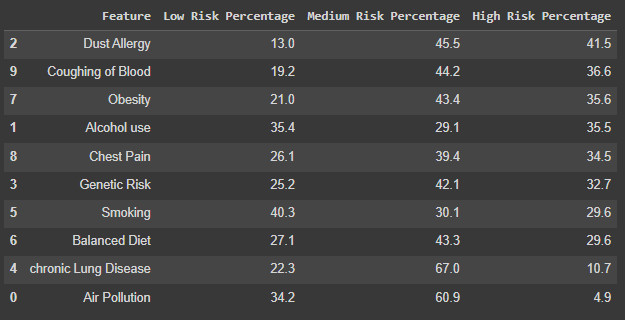 Feature Low Risk Percentage Medium Risk Percentage High Risk Percentage
2 Dust Allergy 13.0 45.5 41.5
9 Coughing of Blood 19.2 44.2 36.6
7 Obesity 21.0 43.4 35.6
1 Alcohol use 35.4 29.1 35.5
8 Chest Pain 26.1 39.4 34.5
3 Genetic Risk 25.2 42.1 32.7
5 Smoking 40.3 30.1 29.6
6 Balanced Diet 27.1 43.3 29.6
4 chronic Lung Disease 22.3 67.0 10.7
0 Air Pollution 34.2 60.9 4.9